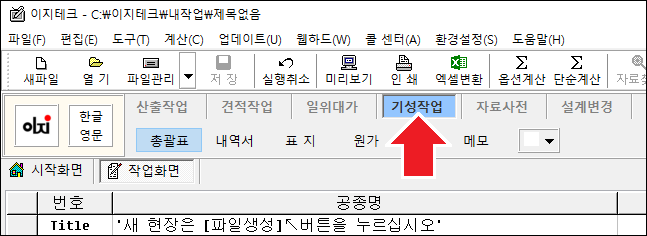 이지테크 - C:₩이지테크₩내작업₩제목없음
파일(F) 편집(E) 도구(T) 계산(C) 업데이트(U) 웹하드(W) 콜 센터(A) 환경설정(S) 도움말(H)
새파일 열 기 파일관리 저 장 실행취소 미리보기 인 쇄 엑셀변환 옵션계산 단순계산 자료찾
산출작업 견적작업 일위대가 기성작업 자료사전 설계변경
한글
영문
총괄표 내역서 표 지 원가 메모
시작화면 작업화면
번호 공종명
Title '새 현장은 [파일생성]↖버튼을 누르십시오'